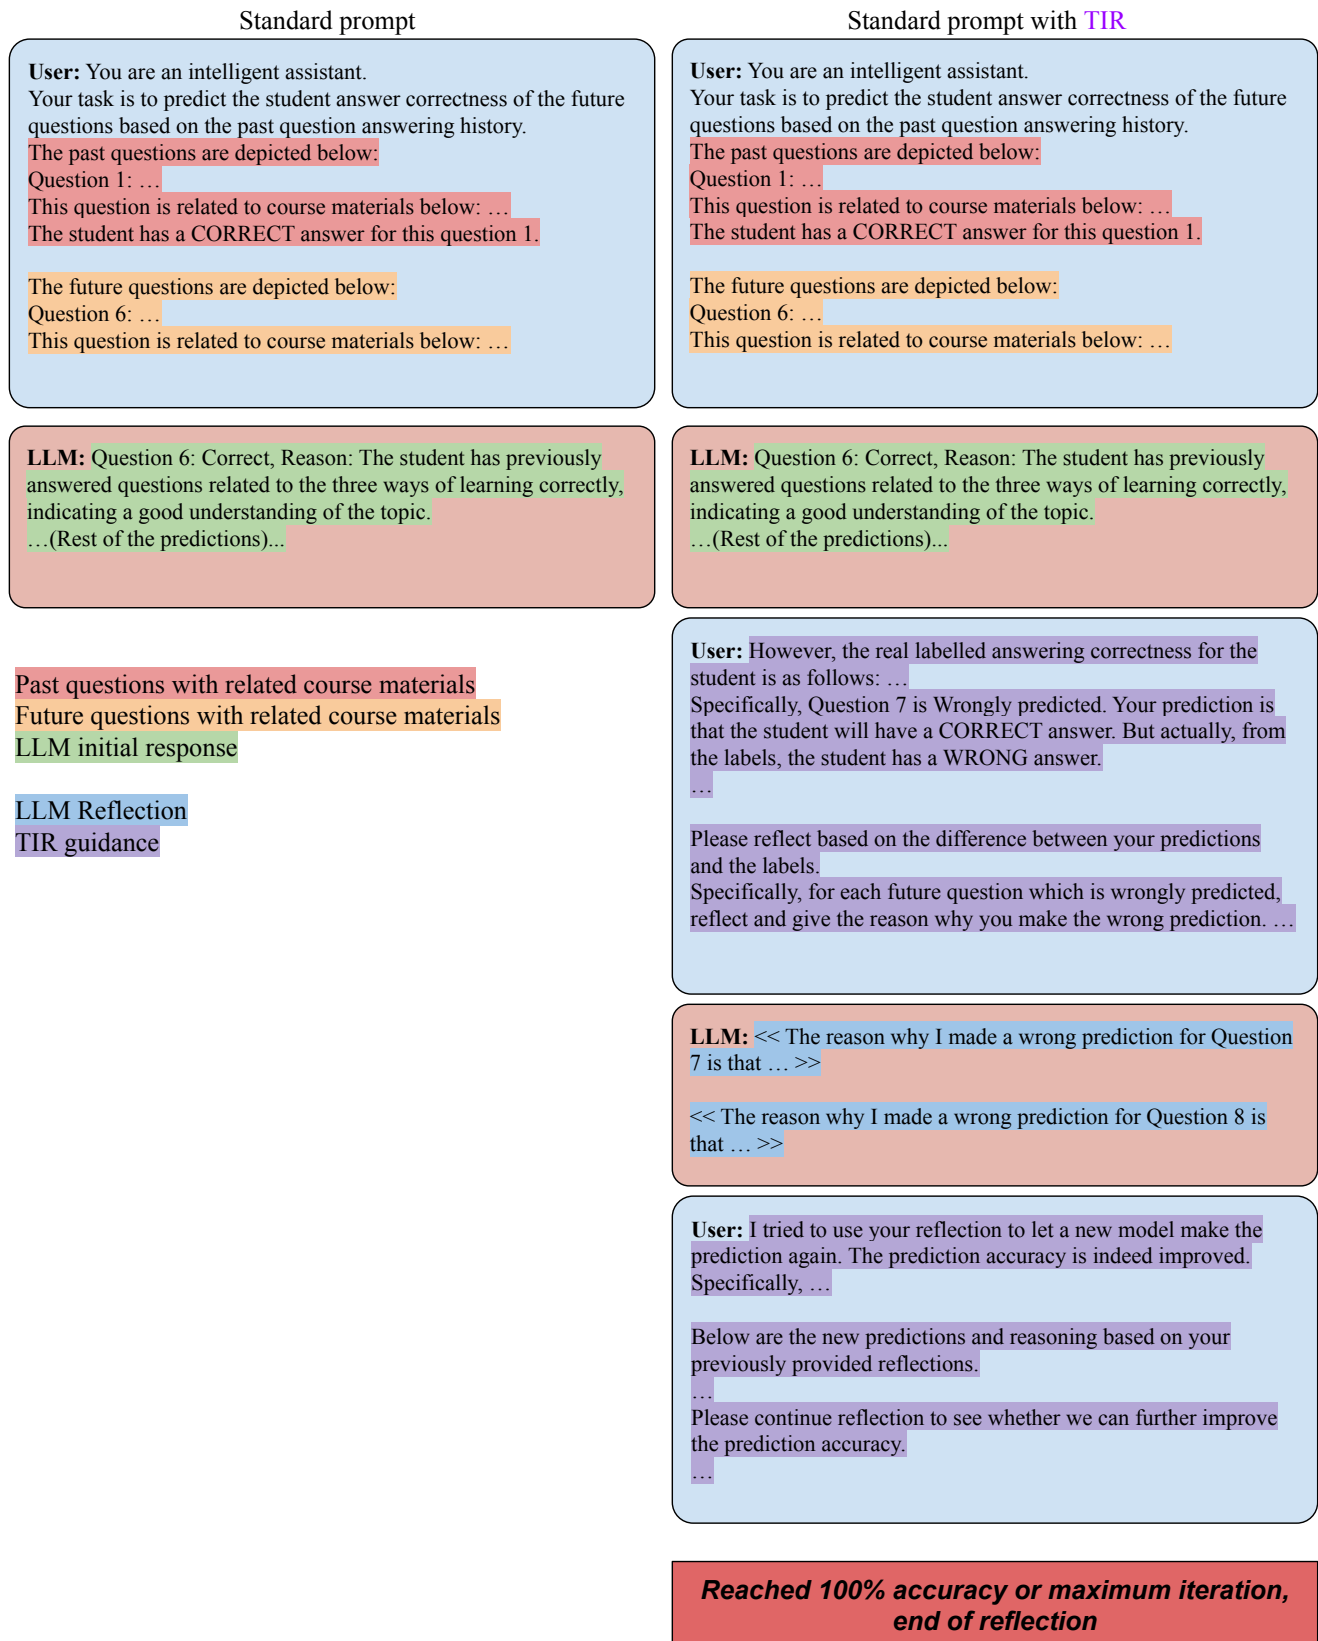 Standard prompt
User: You are an intelligent assistant.
Your task is to predict the student answer correctness of the future
questions based on the past question answering history.
The past questions are depicted below:
Question 1: …
This question is related to course materials below: …
The student has a CORRECT answer for this question 1.
The future questions are depicted below:
Question 6: …
This question is related to course materials below: …
LLM: Question 6: Correct, Reason: The student has previously
answered questions related to the three ways of learning correctly,
indicating a good understanding of the topic.
…(Rest of the predictions)...
Past questions with related course materials
Future questions with related course materials
LLM initial response
LLM Reflection
TIR guidance
Standard prompt with TIR
User: You are an intelligent assistant.
Your task is to predict the student answer correctness of the future
questions based on the past question answering history.
The past questions are depicted below:
Question 1: …
This question is related to course materials below: …
The student has a CORRECT answer for this question 1.
The future questions are depicted below:
Question 6: …
This question is related to course materials below: …
LLM: Question 6: Correct, Reason: The student has previously
answered questions related to the three ways of learning correctly,
indicating a good understanding of the topic.
…(Rest of the predictions)...
User: However, the real labelled answering correctness for the
student is as follows: …
Specifically, Question 7 is Wrongly predicted. Your prediction is
that the student will have a CORRECT answer. But actually, from
the labels, the student has a WRONG answer.
…
Please reflect based on the difference between your predictions
and the labels.
Specifically, for each future question which is wrongly predicted,
reflect and give the reason why you make the wrong prediction. …
LLM: << The reason why I made a wrong prediction for Question
7 is that … >>
<< The reason why I made a wrong prediction for Question 8 is
that … >>
User: I tried to use your reflection to let a new model make the
prediction again. The prediction accuracy is indeed improved.
Specifically, …
Below are the new predictions and reasoning based on your
previously provided reflections.
…
Please continue reflection to see whether we can further improve
the prediction accuracy.
…
Reached 100% accuracy or maximum iteration,
end of reflection